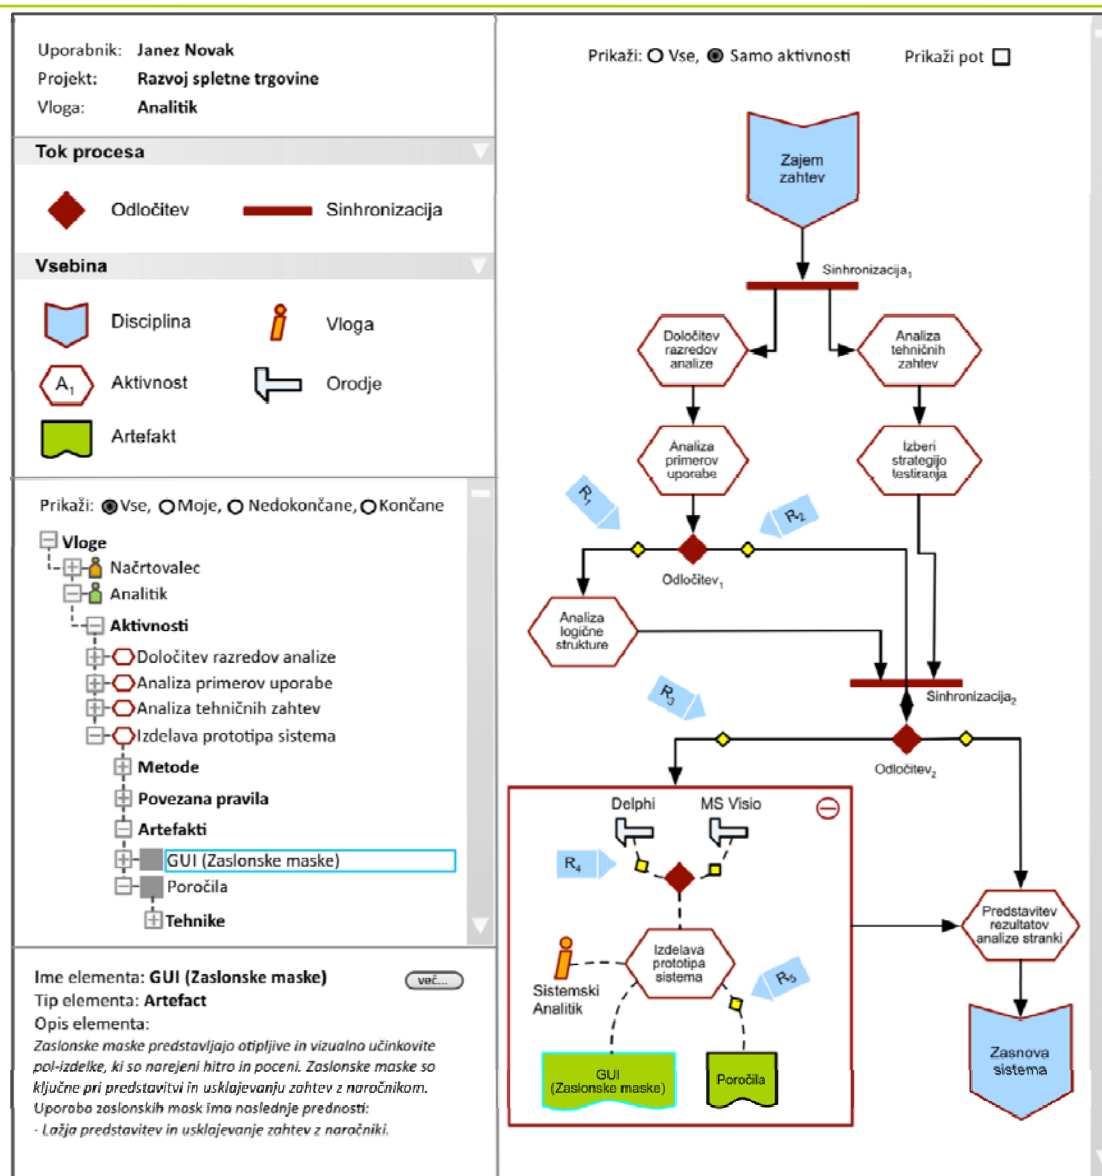 Uporabnik: Janez Novak
Projekt: Razvoj spletne trgovine
Vloga: Analitik
Tok procesa
Odločitev
Sinhronizacija
Vsebina
Disciplina
Vloga
A1
Aktivnost
Orodje
Artefakt
Prikaži: Vse, Moje, Nedokončane, Končane
Vloge
Načrtovalec
Analitik
Aktivnosti
Določitev razredov analize
Analiza primerov uporabe
Analiza tehničnih zahtev
Izdelava prototipa sistema
Metode
Povezana pravila
Artefakti
GUI (Zaslonske maske)
Poročila
Tehnike
Ime elementa: GUI (Zaslonske maske)
več...
Tip elementa: Artefact
Opis elementa:
Zaslonske maske predstavljajo otipljive in vizualno učinkovite
pol-izdelke, ki so narejeni hitro in poceni. Zaslonske maske so
ključne pri predstavitvi in usklajevanju zahtev z naročnikom.
Uporaba zaslonskih mask ima naslednje prednosti:
- Lažja predstavitev in usklajevanje zahtev z naročniki.
Prikaži: Vse, Samo aktivnosti
Prikaži pot
Zajem
zahtev
Sinhronizacija1
Določitev
razredov
analize
Analiza
tehničnih
zahtev
Analiza
primerov
uporabe
Izberi
strategijo
testiranja
R1
R2
Odločitev1
Analiza
logične
strukture
R3
Sinhronizacija2
Odločitev2
Delphi
MS Visio
R4
Izdelava
prototipa
sistema
Sistemski
Analitik
R5
GUI
(Zaslonske maske)
Poročila
Predstavitev
rezultatov
analize stranki
Zasnova
sistema